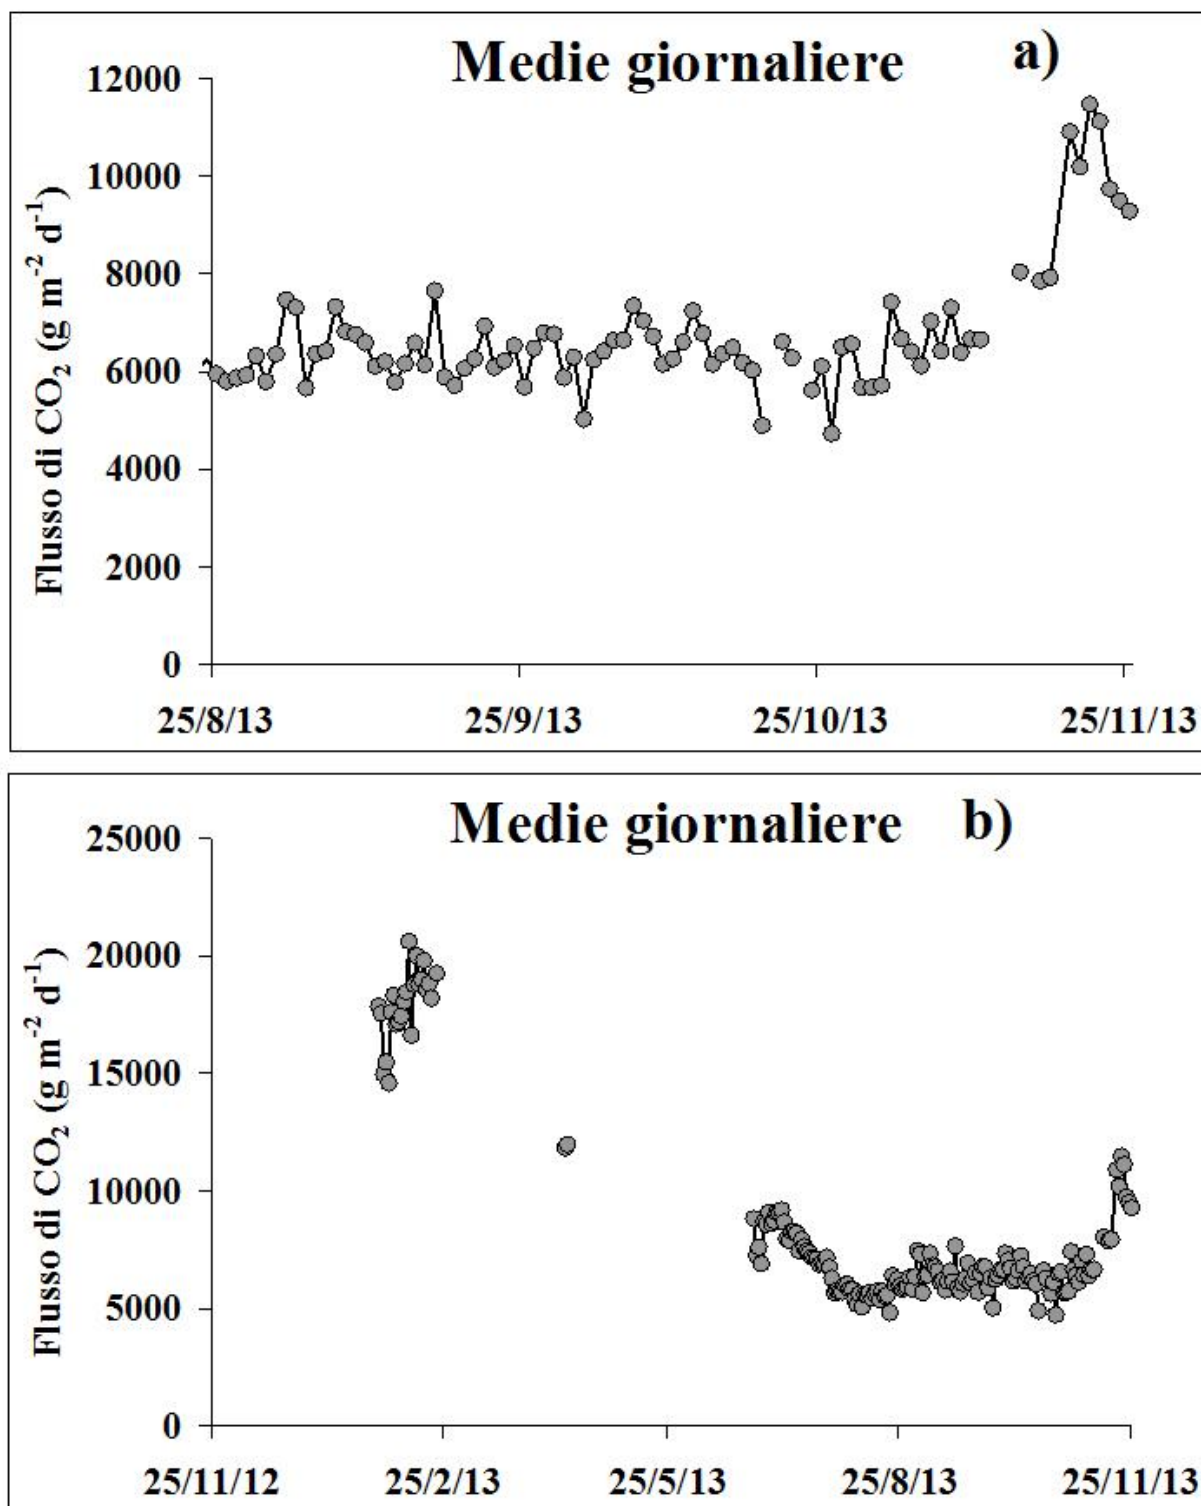 Medie giornaliere a)
12000
10000
8000
6000
4000
2000
0
Flusso di CO₂ (g m⁻² d⁻¹)
25/8/13 25/9/13 25/10/13 25/11/13
Medie giornaliere b)
25000
20000
15000
10000
5000
0
Flusso di CO₂ (g m⁻² d⁻¹)
25/11/12 25/2/13 25/5/13 25/8/13 25/11/13